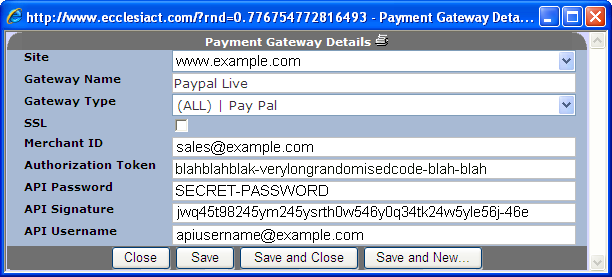 http://www.ecclesiact.com/?rnd=0.776754772816493 - Payment Gateway Deta...
Payment Gateway Details
Site www.example.com
Gateway Name Paypal Live
Gateway Type (ALL) | Pay Pal
SSL
Merchant ID sales@example.com
Authorization Token blahblahblak-verylongrandomisedcode-blah-blah
API Password SECRET-PASSWORD
API Signature jwq45t98245ym245ysrth0w546y0q34tk24w5yle56j-46e
API Username apiusername@example.com
Close Save Save and Close Save and New...